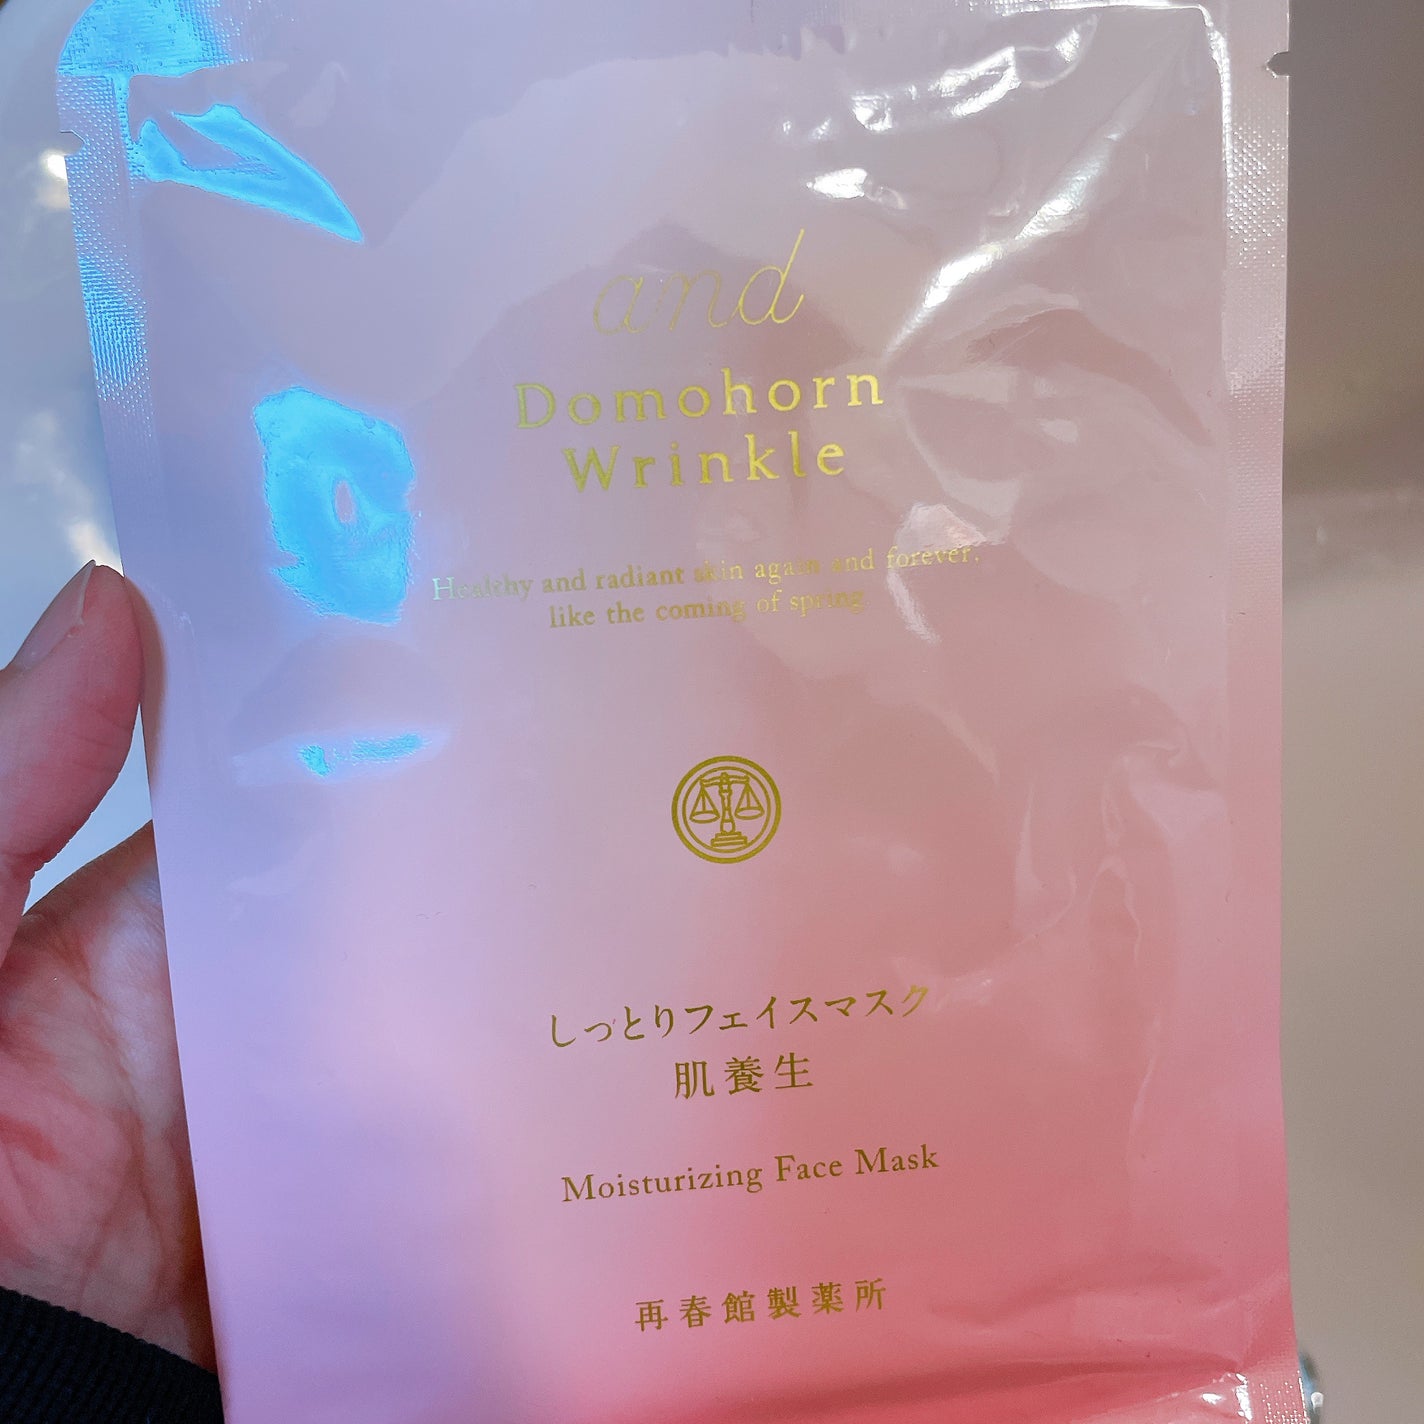 and
Domohorn
Wrinkle
Healthy and radiant skin again and forever.
like the coming of spring.
しっとりフェイスマスク
肌養生
Moisturizing Face Mask
再春館製薬所